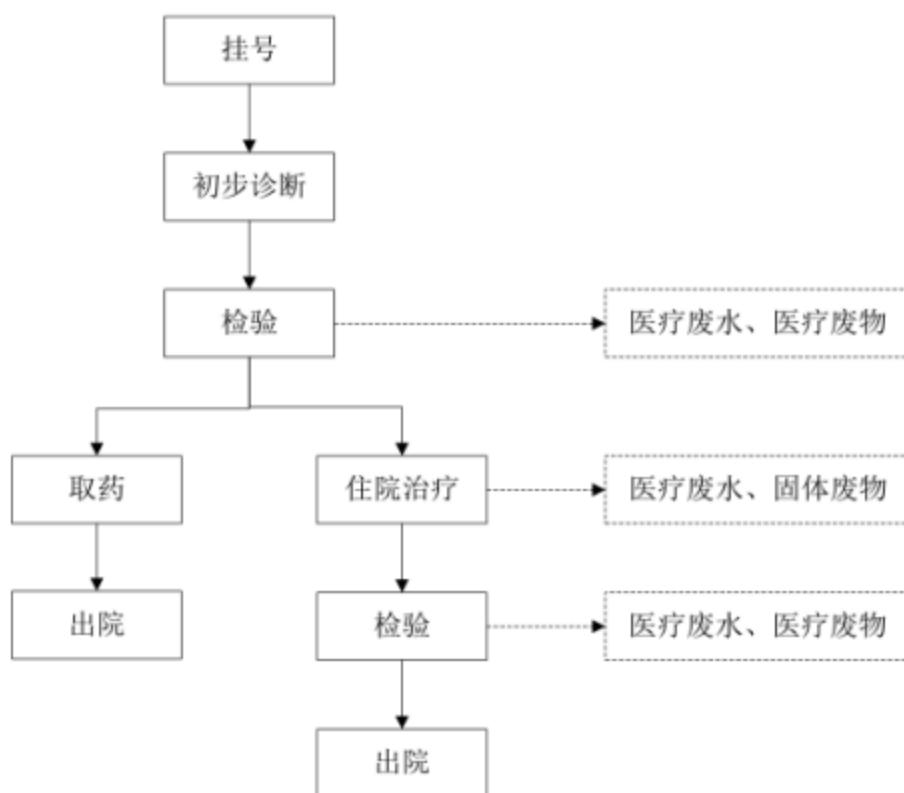 挂号
初步诊断
检验
医疗废水、医疗废物
取药
住院治疗
医疗废水、固体废物
出院
检验
医疗废水、医疗废物
出院